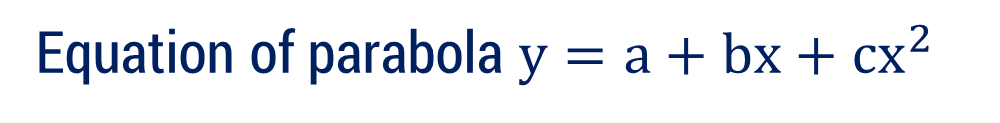 Equation of parabola y = a + bx + cx²